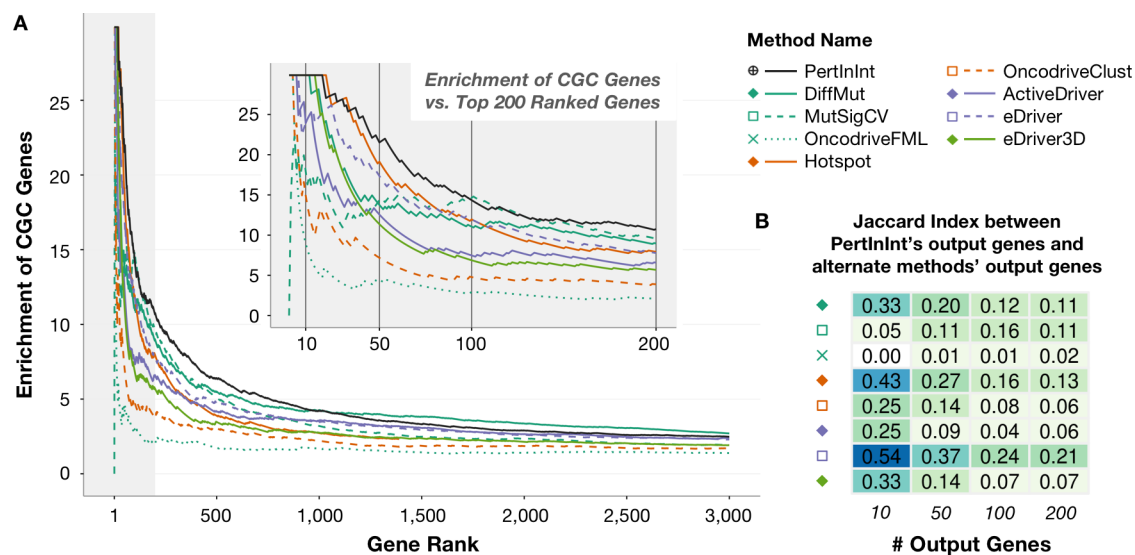 A
Enrichment of CGC Genes
25
20
15
10
5
0
1
500
1,000
1,500
2,000
2,500
3,000
Gene Rank
Enrichment of CGC Genes
vs. Top 200 Ranked Genes
25
20
15
10
5
0
10
50
100
200
Method Name
PertInInt
DiffMut
MutSigCV
OncodriveFML
Hotspot
OncodriveClust
ActiveDriver
eDriver
eDriver3D
B
Jaccard Index between
PertInInt's output genes and
alternate methods' output genes
0.33 0.20 0.12 0.11
0.05 0.11 0.16 0.11
0.00 0.01 0.01 0.02
0.43 0.27 0.16 0.13
0.25 0.14 0.08 0.06
0.25 0.09 0.04 0.06
0.54 0.37 0.24 0.21
0.33 0.14 0.07 0.07
10 50 100 200
# Output Genes